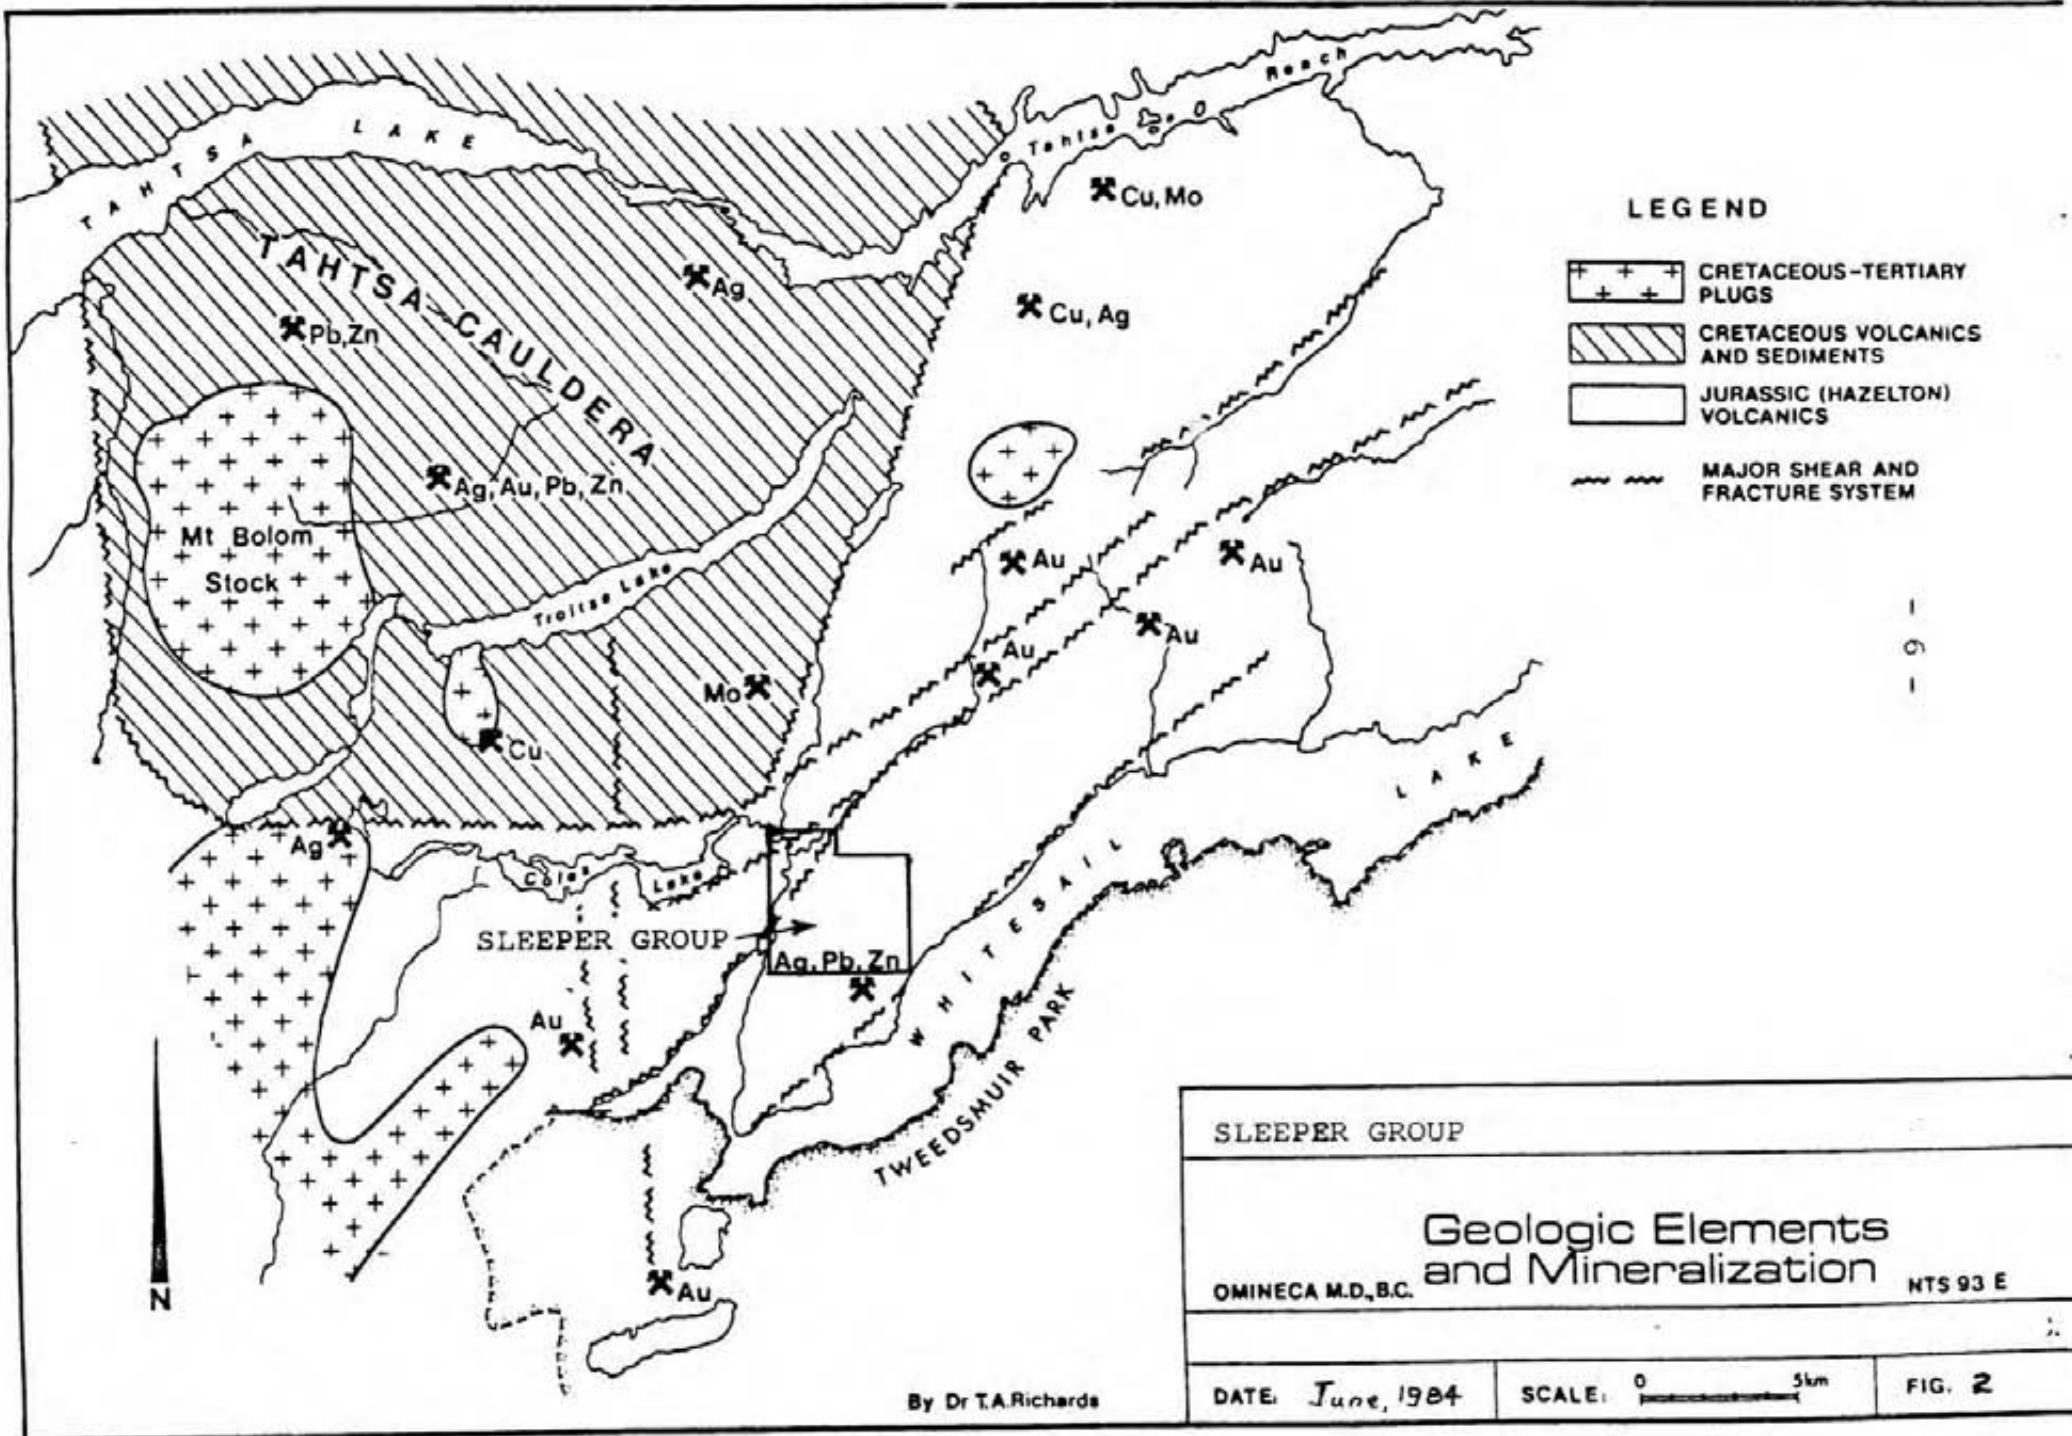 TAHTSA LAKE
Tahtsa Reach
Cu, Mo
TAHTSA CAULDERA
Ag
Pb, Zn
Cu, Ag
Ag, Au, Pb, Zn
Mt Bolom
Stock
Troitsa Lake
Au
Au
Au
Au
Mo
Cu
Ag
Coles Lake
SLEEPER GROUP
Ag, Pb, Zn
Au
WHITESAIL LAKE
TWEEDSMUIR PARK
Au
N
By Dr T.A.Richards
LEGEND
CRETACEOUS-TERTIARY
PLUGS
CRETACEOUS VOLCANICS
AND SEDIMENTS
JURASSIC (HAZELTON)
VOLCANICS
MAJOR SHEAR AND
FRACTURE SYSTEM
- 6 -
SLEEPER GROUP
Geologic Elements
and Mineralization
OMINECA M.D., B.C.
NTS 93 E
DATE: June, 1984
SCALE: 0 5km
FIG. 2